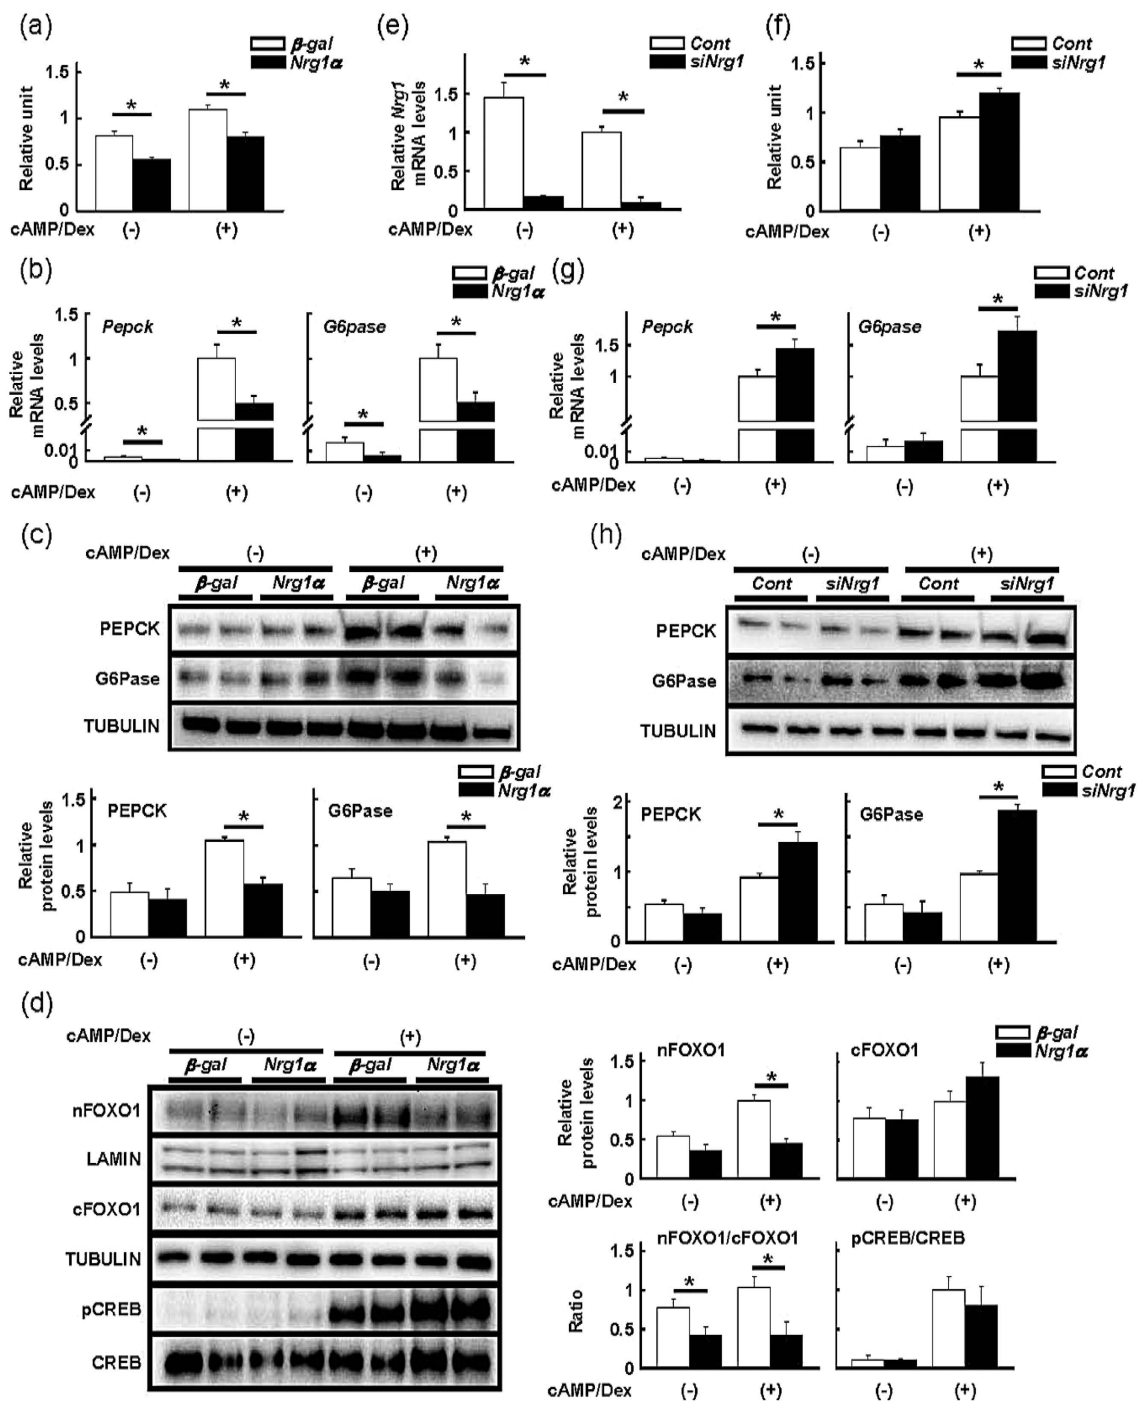 (a)
β-gal
Nrg1α
Relative unit
1.5
1
0.5
0
*
*
cAMP/Dex (-) (+)
(e)
Cont
siNrg1
Relative Nrg1
mRNA levels
1.5
1
0.5
0
*
*
cAMP/Dex (-) (+)
(f)
Cont
siNrg1
Relative unit
1.5
1
0.5
0
*
cAMP/Dex (-) (+)
(b)
β-gal
Nrg1α
Relative
mRNA levels
1.5
1
0.5
0.01
0
Pepck
*
*
G6pase
*
*
cAMP/Dex (-) (+) (-) (+)
(g)
Cont
siNrg1
Relative
mRNA levels
1.5
1
0.01
0
Pepck
*
G6pase
*
cAMP/Dex (-) (+) (-) (+)
(c)
cAMP/Dex (-) (+)
β-gal Nrg1α β-gal Nrg1α
PEPCK
G6Pase
TUBULIN
β-gal
Nrg1α
Relative
protein levels
1.5
1
0.5
0
PEPCK
*
G6Pase
*
cAMP/Dex (-) (+) (-) (+)
(h)
cAMP/Dex (-) (+)
Cont siNrg1 Cont siNrg1
PEPCK
G6Pase
TUBULIN
Cont
siNrg1
Relative
protein levels
2
1
0
PEPCK
*
G6Pase
*
cAMP/Dex (-) (+) (-) (+)
(d)
cAMP/Dex (-) (+)
β-gal Nrg1α β-gal Nrg1α
nFOXO1
LAMIN
cFOXO1
TUBULIN
pCREB
CREB
β-gal
Nrg1α
Relative
protein levels
1.5
1
0.5
0
nFOXO1
*
cFOXO1
cAMP/Dex (-) (+) (-) (+)
Ratio
1.5
1
0.5
0
nFOXO1/cFOXO1
*
*
pCREB/CREB
cAMP/Dex (-) (+) (-) (+)